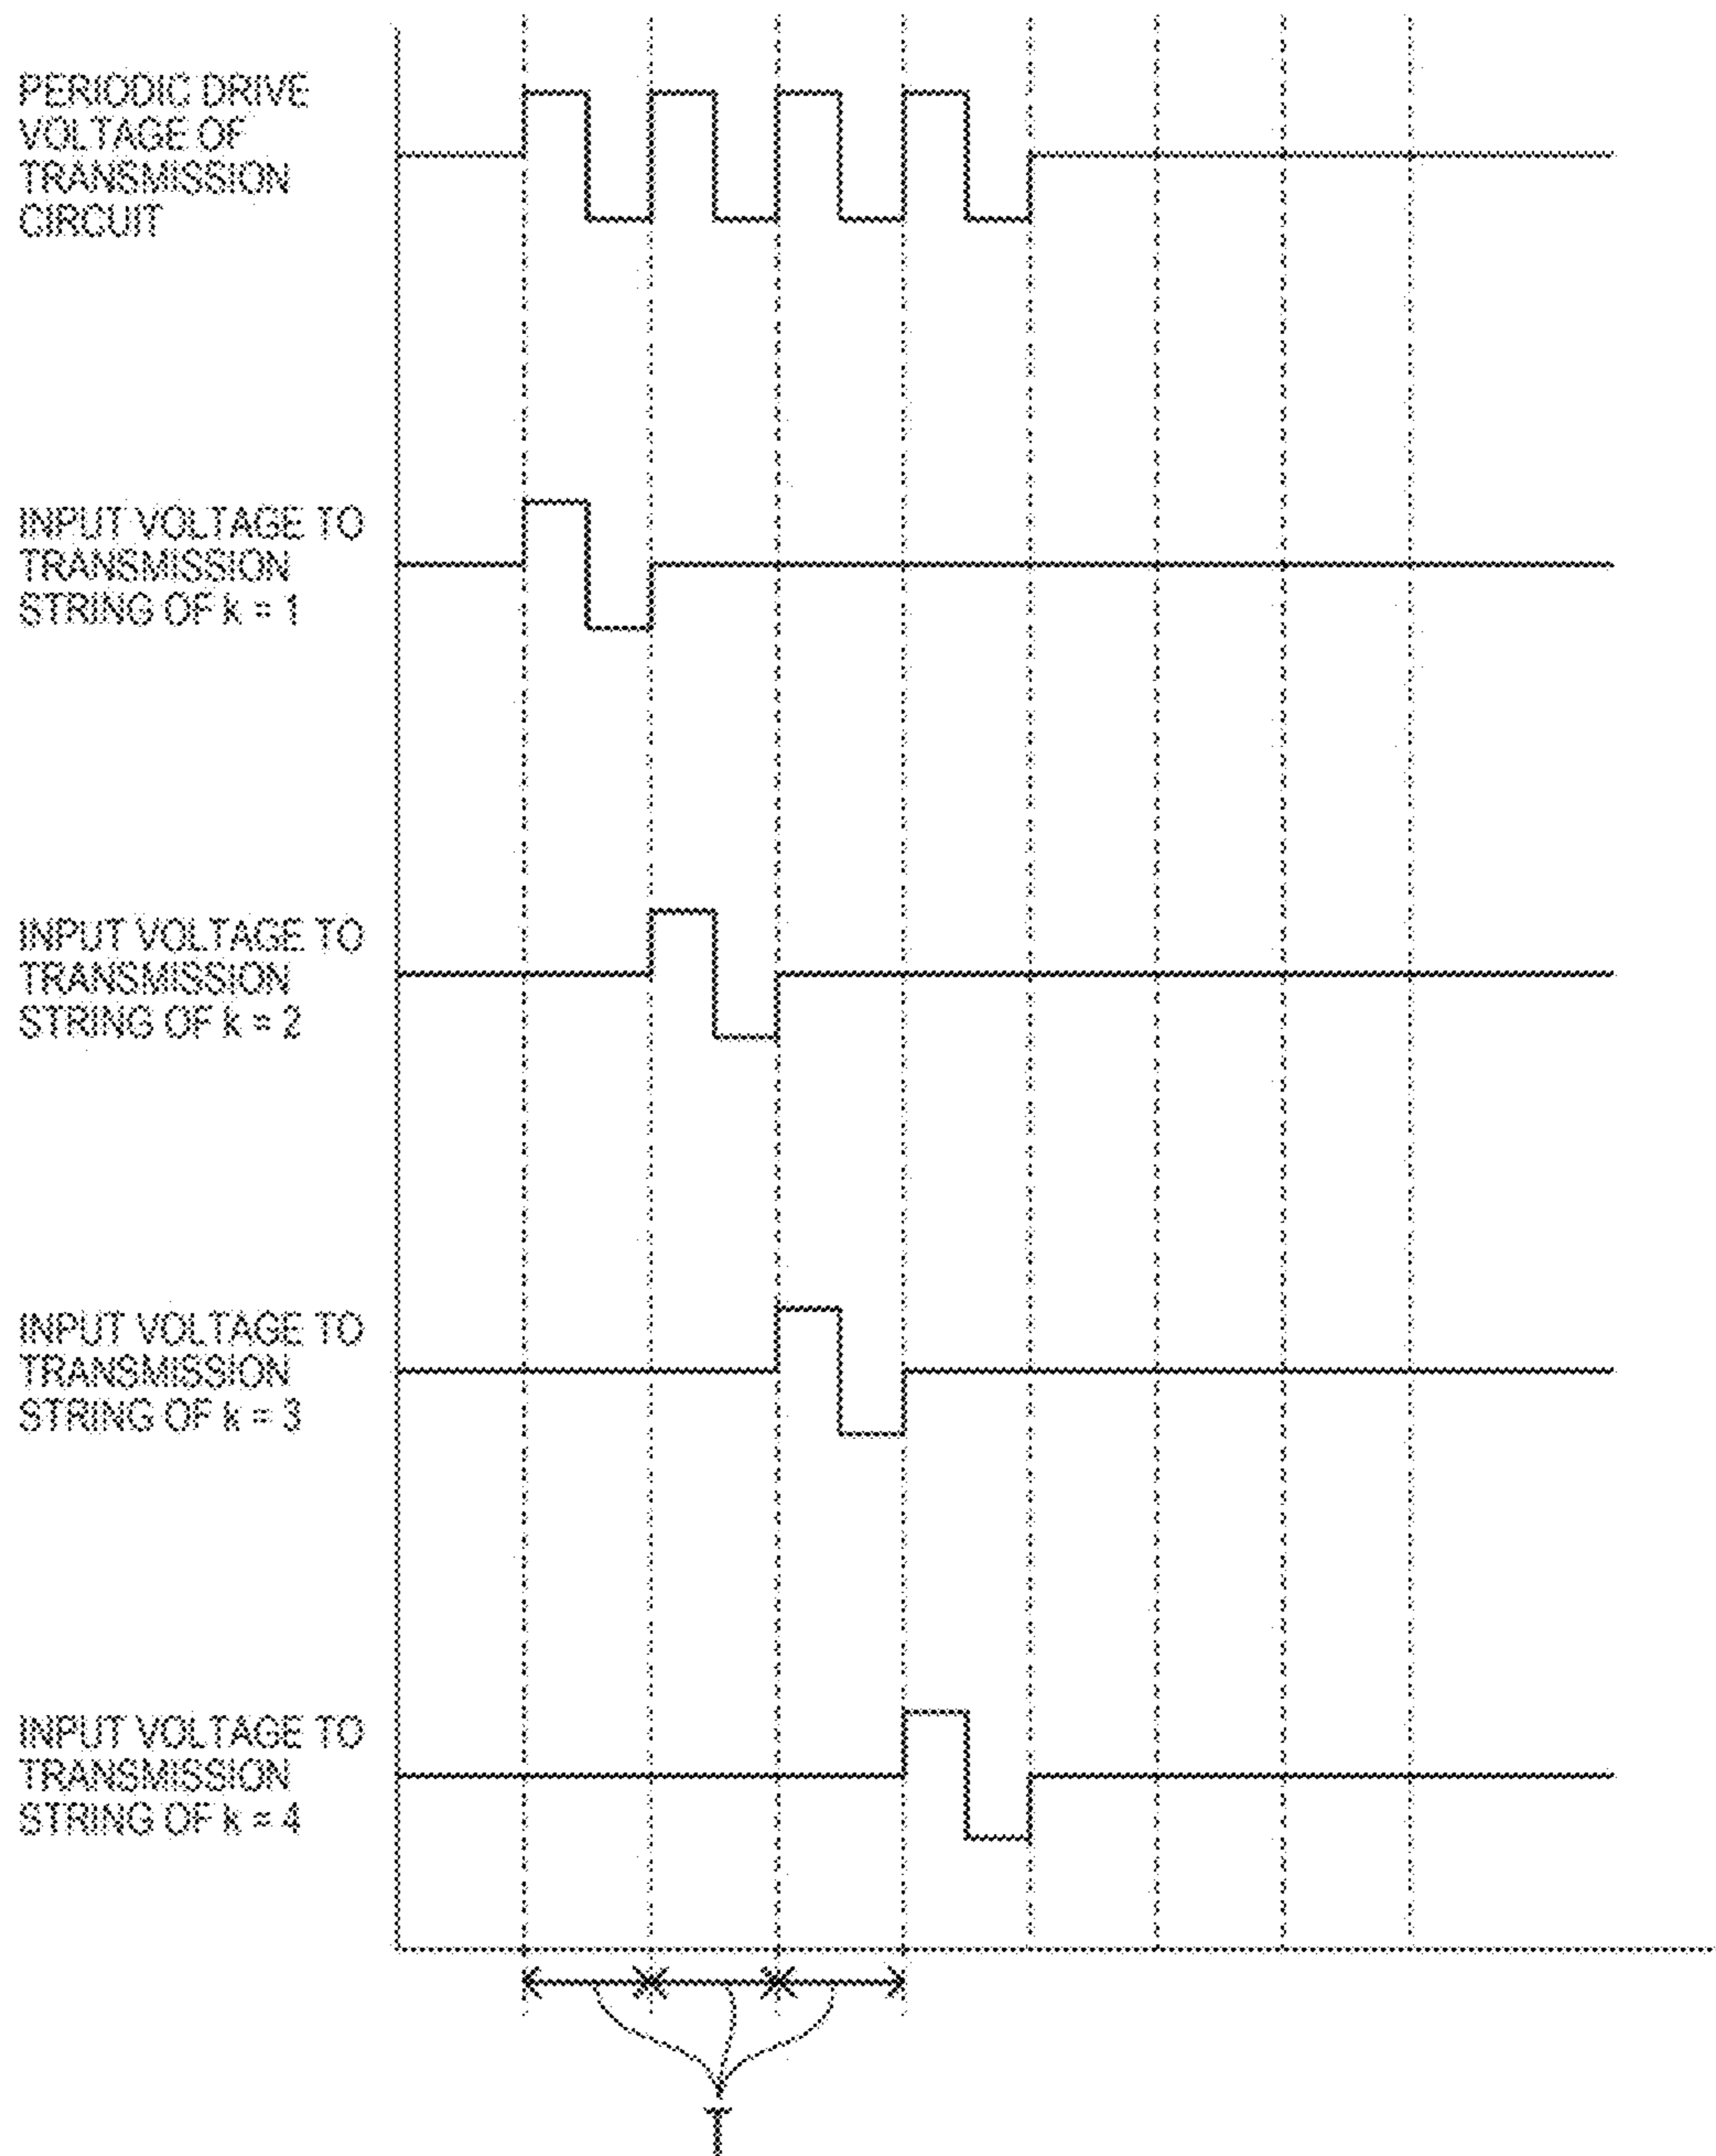 PERIODIC DRIVE
VOLTAGE OF
TRANSMISSION
CIRCUIT
INPUT VOLTAGE TO
TRANSMISSION
STRING OF k = 1
INPUT VOLTAGE TO
TRANSMISSION
STRING OF k = 2
INPUT VOLTAGE TO
TRANSMISSION
STRING OF k = 3
INPUT VOLTAGE TO
TRANSMISSION
STRING OF k = 4
T